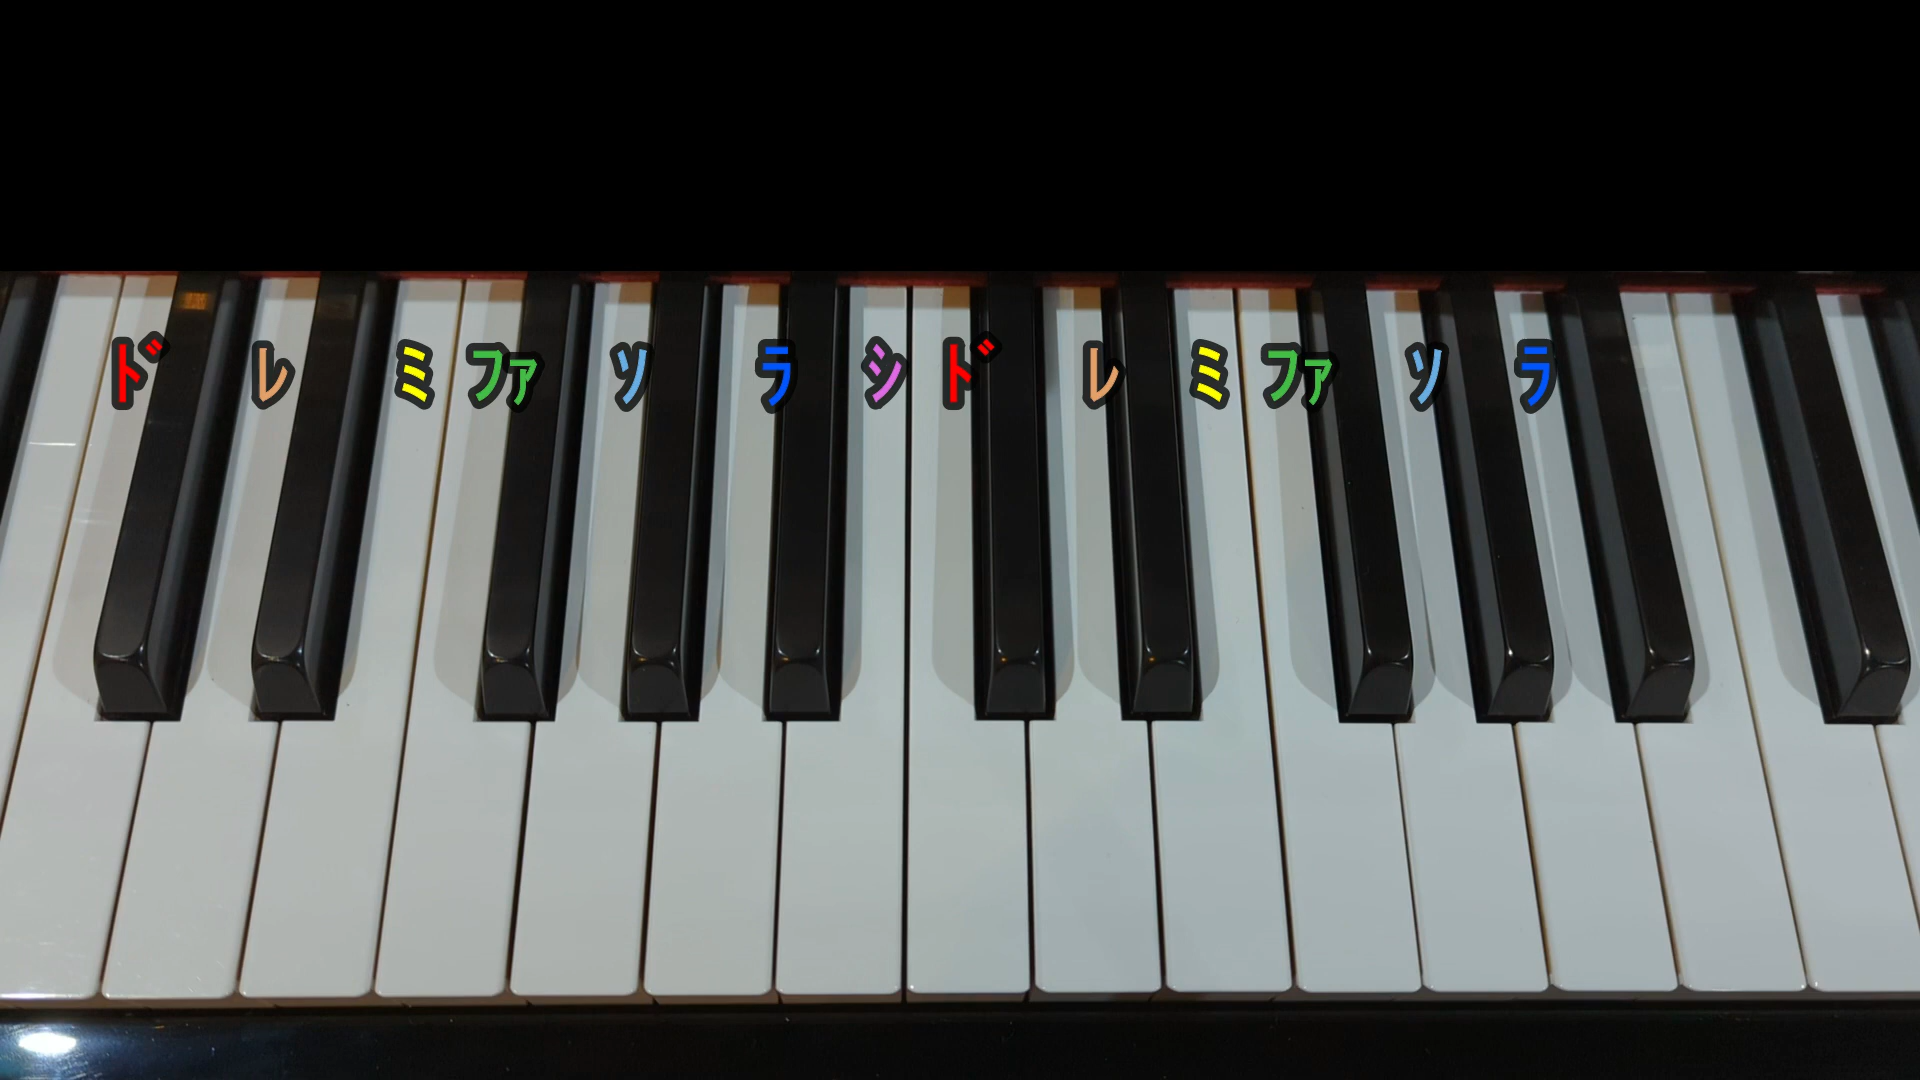 ド レ ミ ファ ソ ラ シ ド レ ミ ファ ソ ラ